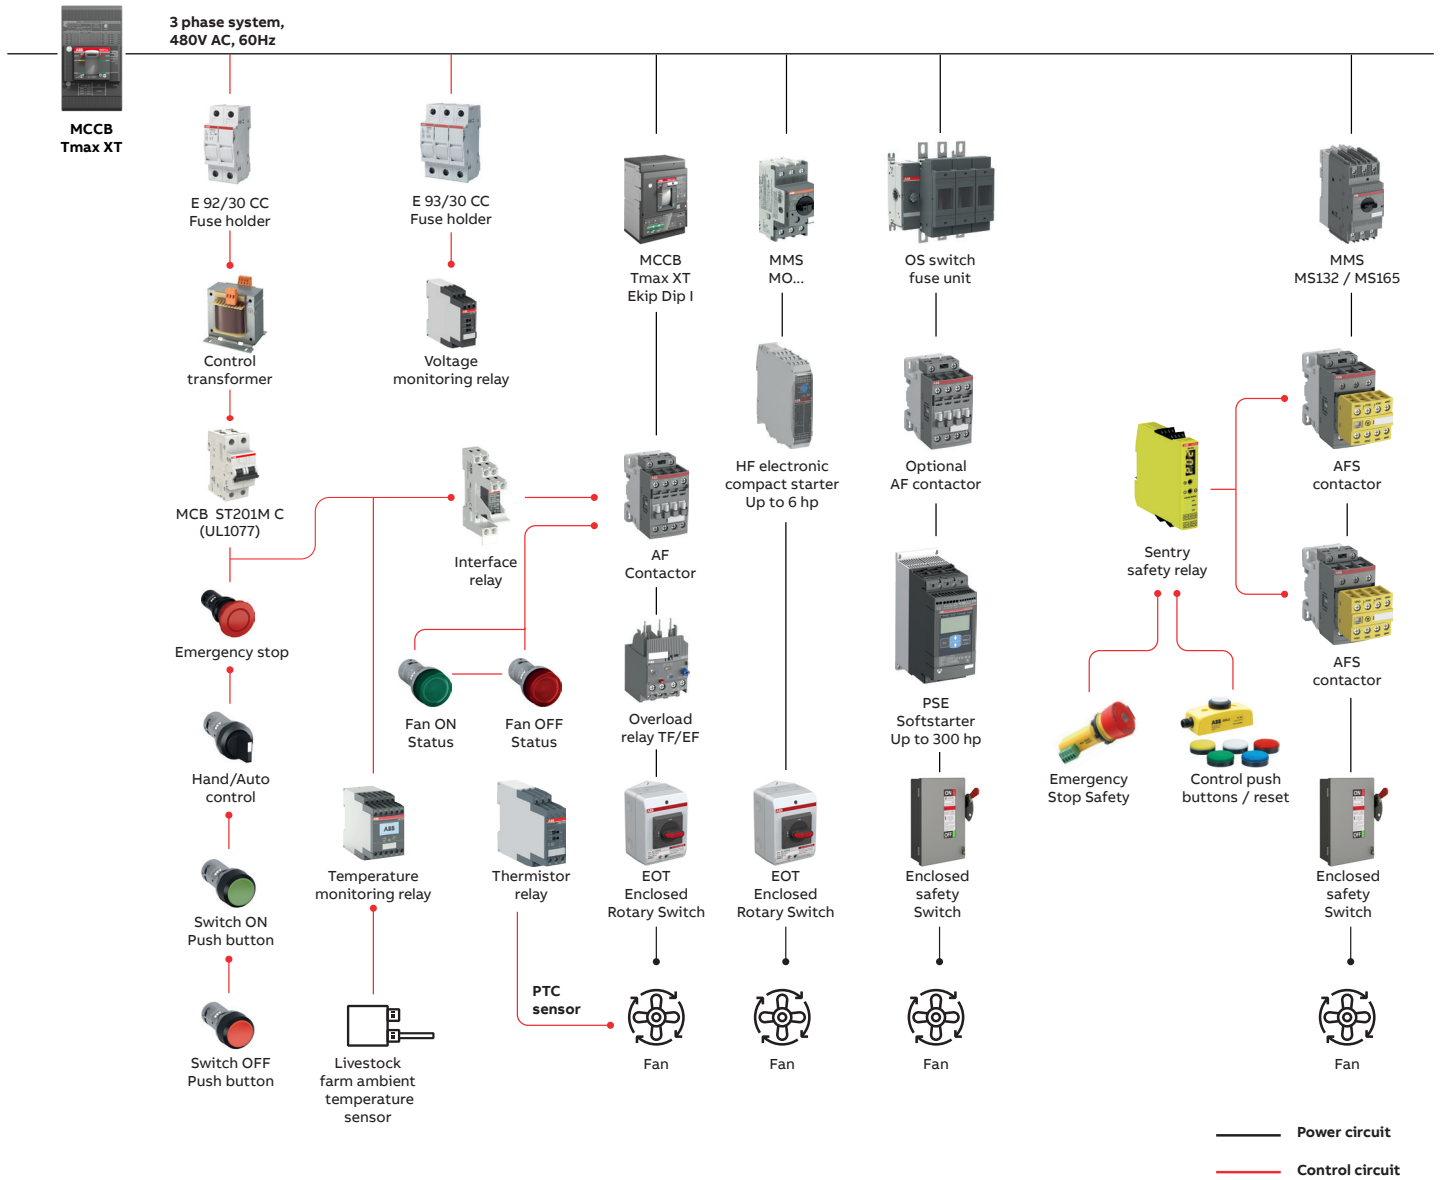 3 phase system,
480V AC, 60Hz
MCCB
Tmax XT
E 92/30 CC
Fuse holder
Control
transformer
MCB ST201M C
(UL1077)
Emergency stop
Hand/Auto
control
Switch ON
Push button
Switch OFF
Push button
E 93/30 CC
Fuse holder
Voltage
monitoring relay
Interface
relay
Fan ON
Status
Fan OFF
Status
ABB
Temperature
monitoring relay
Livestock
farm ambient
temperature
sensor
Thermistor
relay
PTC
sensor
MCCB
Tmax XT
Ekip Dip I
AF
Contactor
Overload
relay TF/EF
EOT
Enclosed
Rotary Switch
Fan
MMS
MO...
HF electronic
compact starter
Up to 6 hp
EOT
Enclosed
Rotary Switch
Fan
OS switch
fuse unit
Optional
AF contactor
PSE
Softstarter
Up to 300 hp
ON
OFF
Enclosed
safety
Switch
Fan
Sentry
safety relay
Emergency
Stop Safety
ABB
Control push
buttons / reset
MMS
MS132 / MS165
AFS
contactor
AFS
contactor
ON
OFF
Enclosed
safety
Switch
Fan
Power circuit
Control circuit